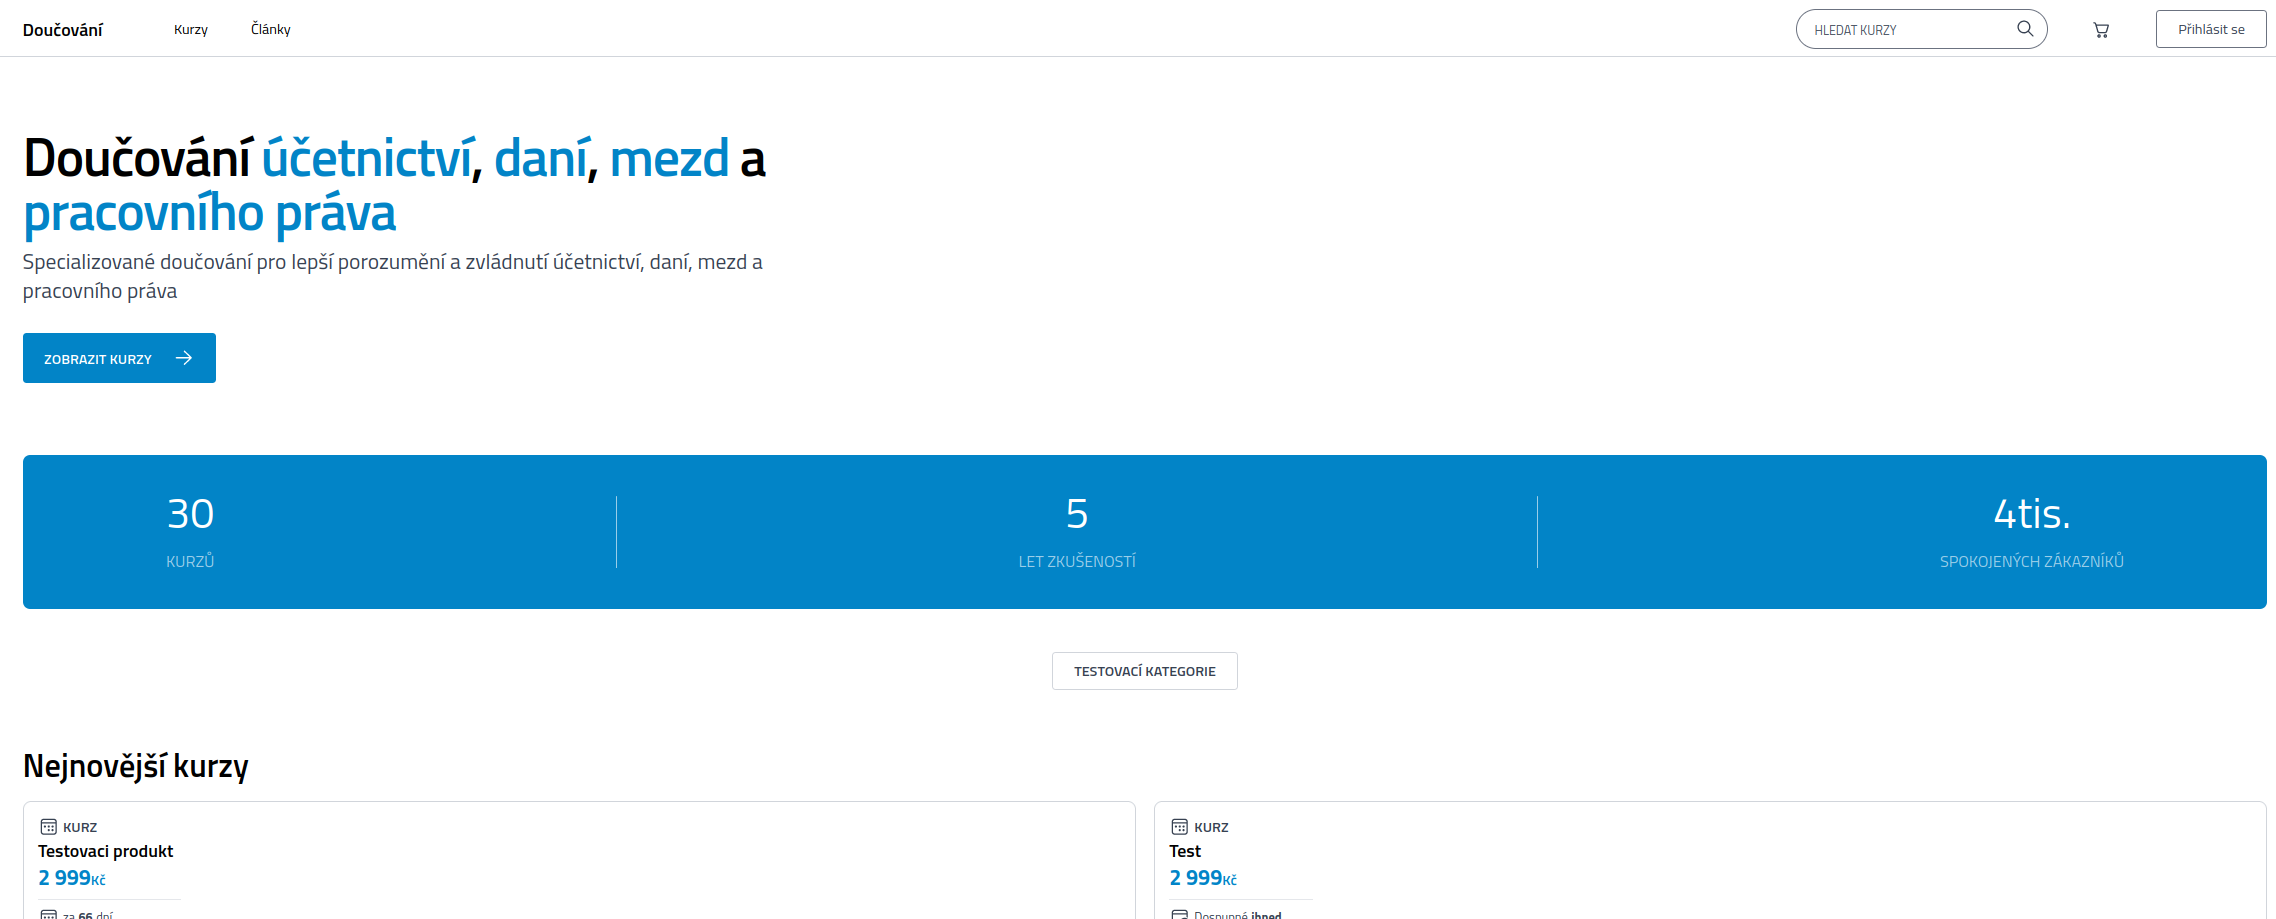 Doučování Kurzy Články HLEDAT KURZY Přihlásit se
Doučování účetnictví, daní, mezd a
pracovního práva
Specializované doučování pro lepší porozumění a zvládnutí účetnictví, daní, mezd a
pracovního práva
ZOBRAZIT KURZY
30 5 4tis.
KURZŮ LET ZKUŠENOSTÍ SPOKOJENÝCH ZÁKAZNÍKŮ
TESTOVACÍ KATEGORIE
Nejnovější kurzy
KURZ
Testovaci produkt
2 999Kč
za 66 dní
KURZ
Test
2 999Kč
Dostupné ihned